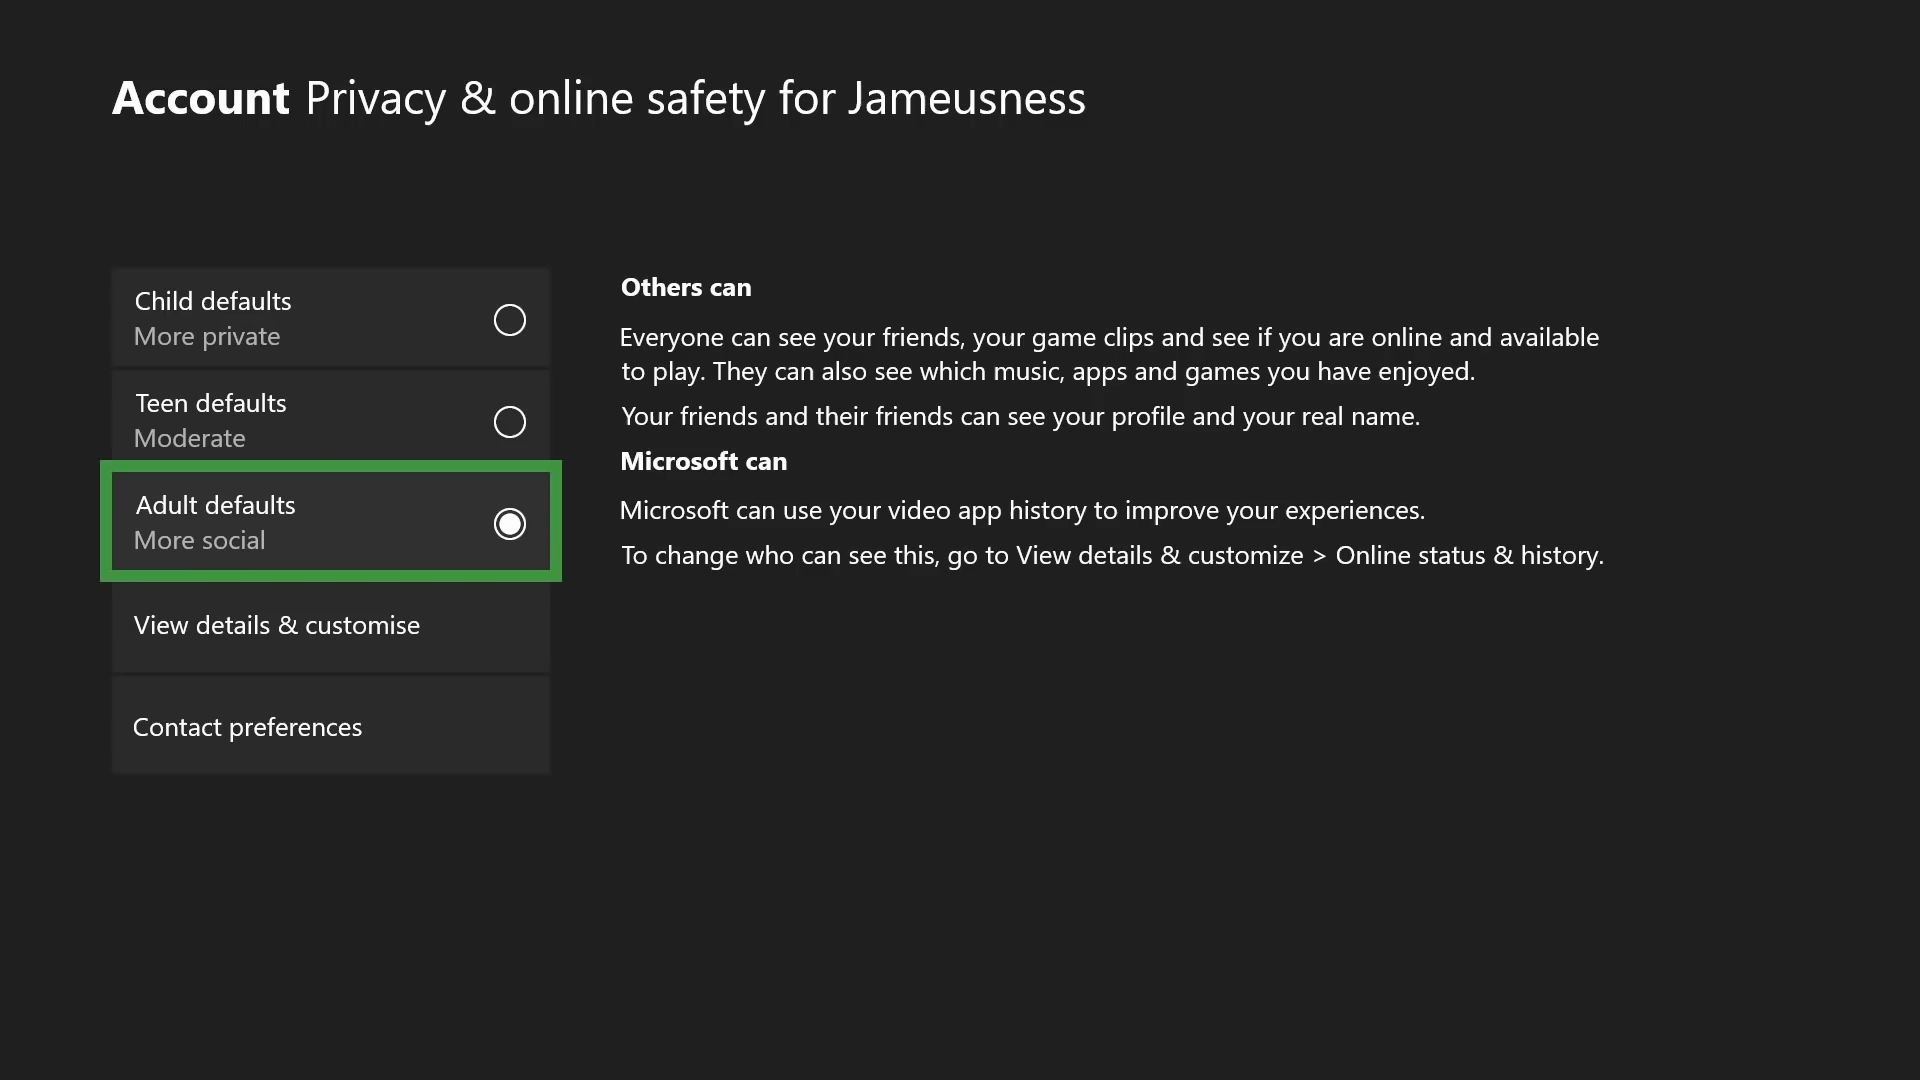 Account Privacy & online safety for Jameusness
Child defaults
More private
Teen defaults
Moderate
Adult defaults
More social
View details & customise
Contact preferences
Others can
Everyone can see your friends, your game clips and see if you are online and available
to play. They can also see which music, apps and games you have enjoyed.
Your friends and their friends can see your profile and your real name.
Microsoft can
Microsoft can use your video app history to improve your experiences.
To change who can see this, go to View details & customize > Online status & history.